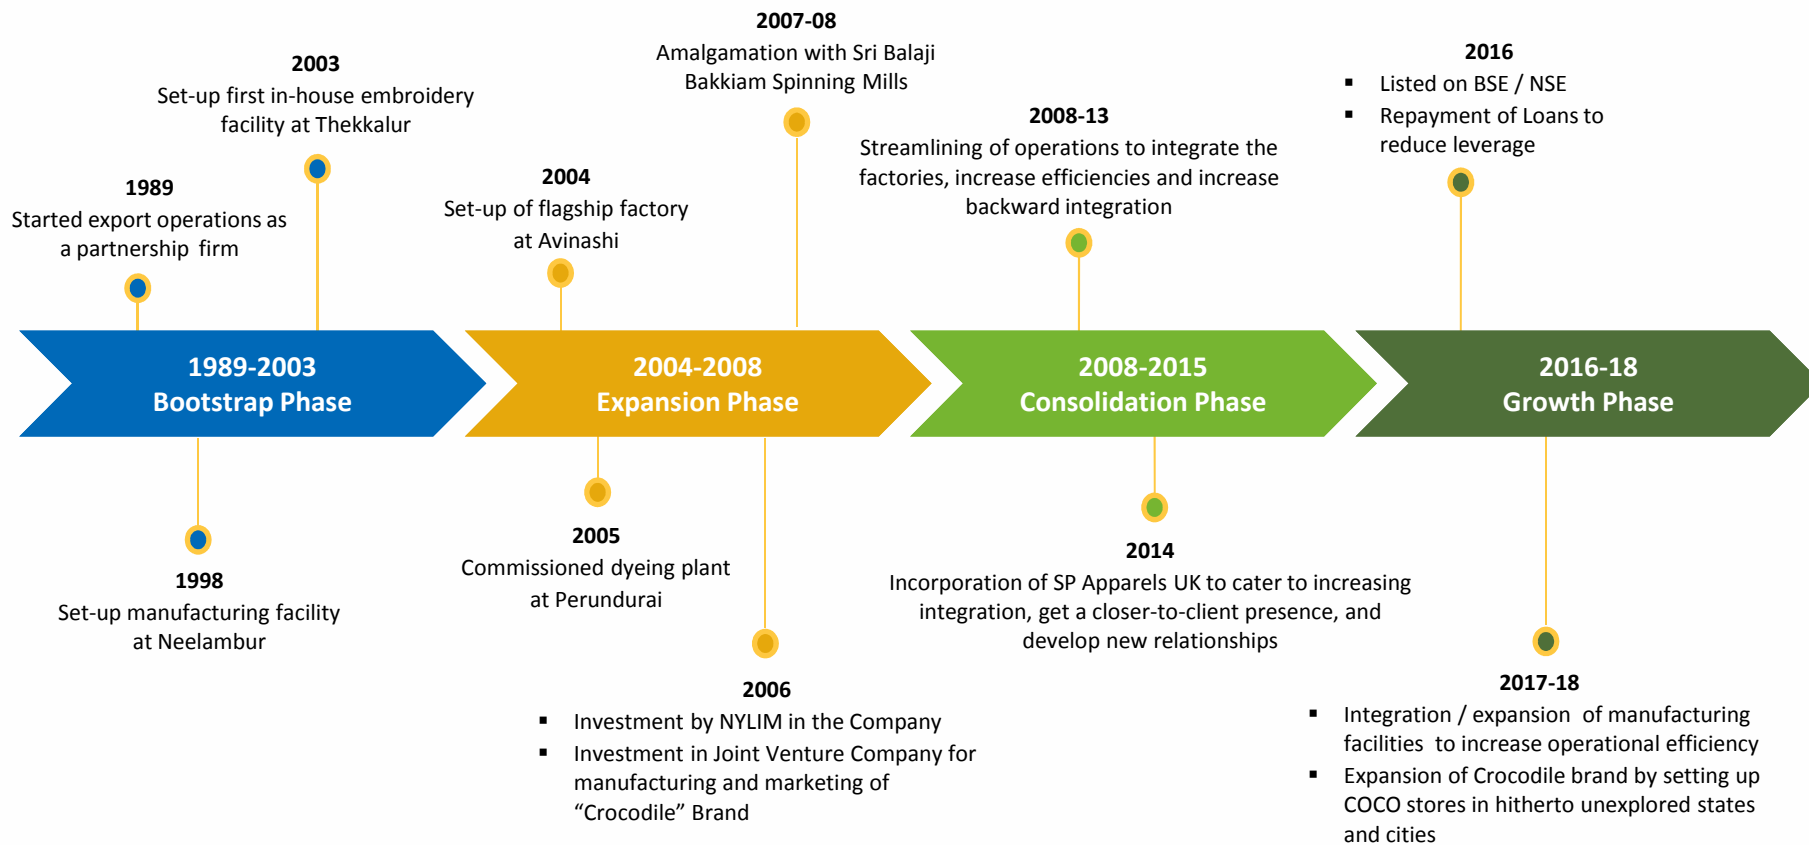 2007-08
Amalgamation with Sri Balaji
Bakkiam Spinning Mills
2003
Set-up first in-house embroidery
facility at Thekkalur
2016
▪ Listed on BSE / NSE
▪ Repayment of Loans to
reduce leverage
2008-13
Streamlining of operations to integrate the
factories, increase efficiencies and increase
backward integration
1989
Started export operations as
a partnership firm
2004
Set-up of flagship factory
at Avinashi
1989-2003
Bootstrap Phase
2004-2008
Expansion Phase
2008-2015
Consolidation Phase
2016-18
Growth Phase
1998
Set-up manufacturing facility
at Neelambur
2005
Commissioned dyeing plant
at Perundurai
2006
▪ Investment by NYLIM in the Company
▪ Investment in Joint Venture Company for
manufacturing and marketing of
“Crocodile” Brand
2014
Incorporation of SP Apparels UK to cater to increasing
integration, get a closer-to-client presence, and
develop new relationships
2017-18
▪ Integration / expansion of manufacturing
facilities to increase operational efficiency
▪ Expansion of Crocodile brand by setting up
COCO stores in hitherto unexplored states
and cities